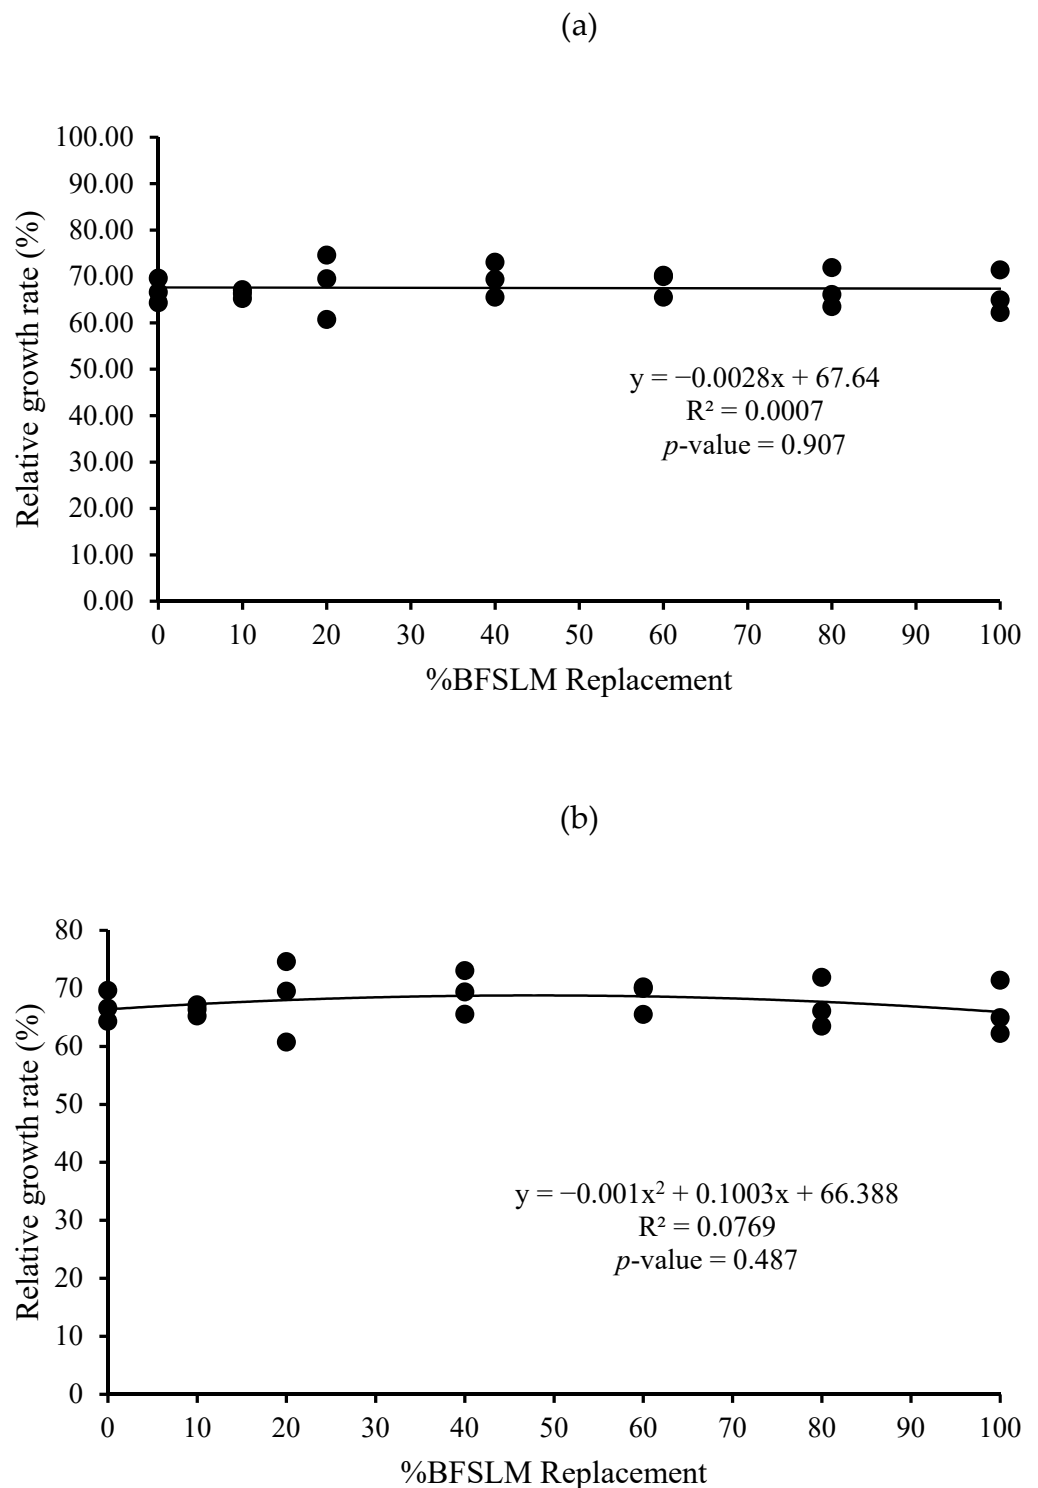 (a)
100.00
90.00
80.00
70.00
60.00
50.00
40.00
30.00
20.00
10.00
0.00
Relative growth rate (%)
y = −0.0028x + 67.64
R² = 0.0007
p-value = 0.907
0 10 20 30 40 50 60 70 80 90 100
%BFSLM Replacement
(b)
80
70
60
50
40
30
20
10
0
Relative growth rate (%)
y = −0.001x² + 0.1003x + 66.388
R² = 0.0769
p-value = 0.487
0 10 20 30 40 50 60 70 80 90 100
%BFSLM Replacement